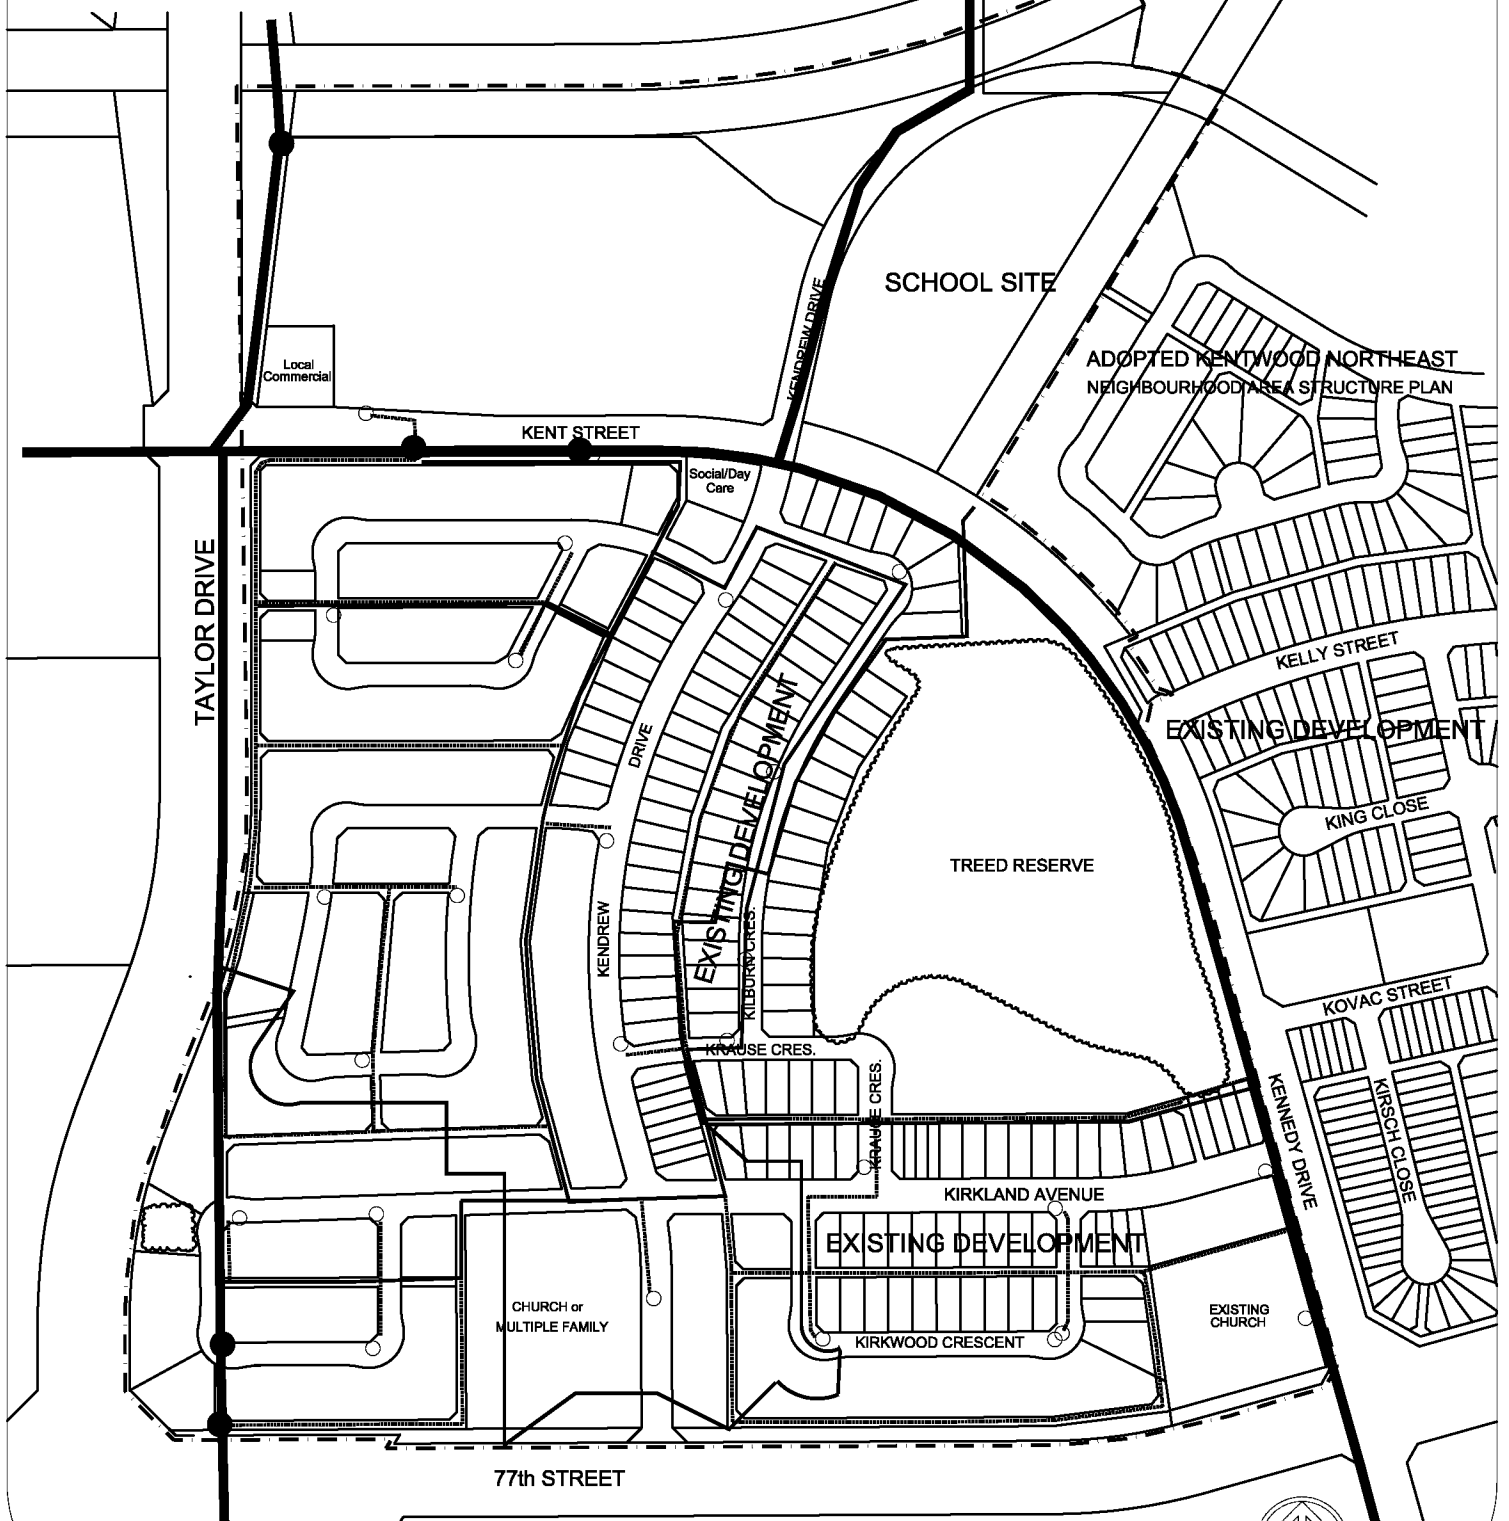 SCHOOL SITE
KENDREW DRIVE
Local
Commercial
ADOPTED KENTWOOD NORTHEAST
NEIGHBOURHOOD AREA STRUCTURE PLAN
KENT STREET
Social/Day
Care
TAYLOR DRIVE
KELLY STREET
EXISTING DEVELOPMENT
DRIVE
EXISTING DEVELOPMENT
KING CLOSE
TREED RESERVE
KENDREW
KILBURN CRES.
KOVAC STREET
KRAUSE CRES.
KRAUSE CRES.
KENNEDY DRIVE
KIRSCH CLOSE
KIRKLAND AVENUE
EXISTING DEVELOPMENT
CHURCH or
MULTIPLE FAMILY
EXISTING
CHURCH
KIRKWOOD CRESCENT
77th STREET